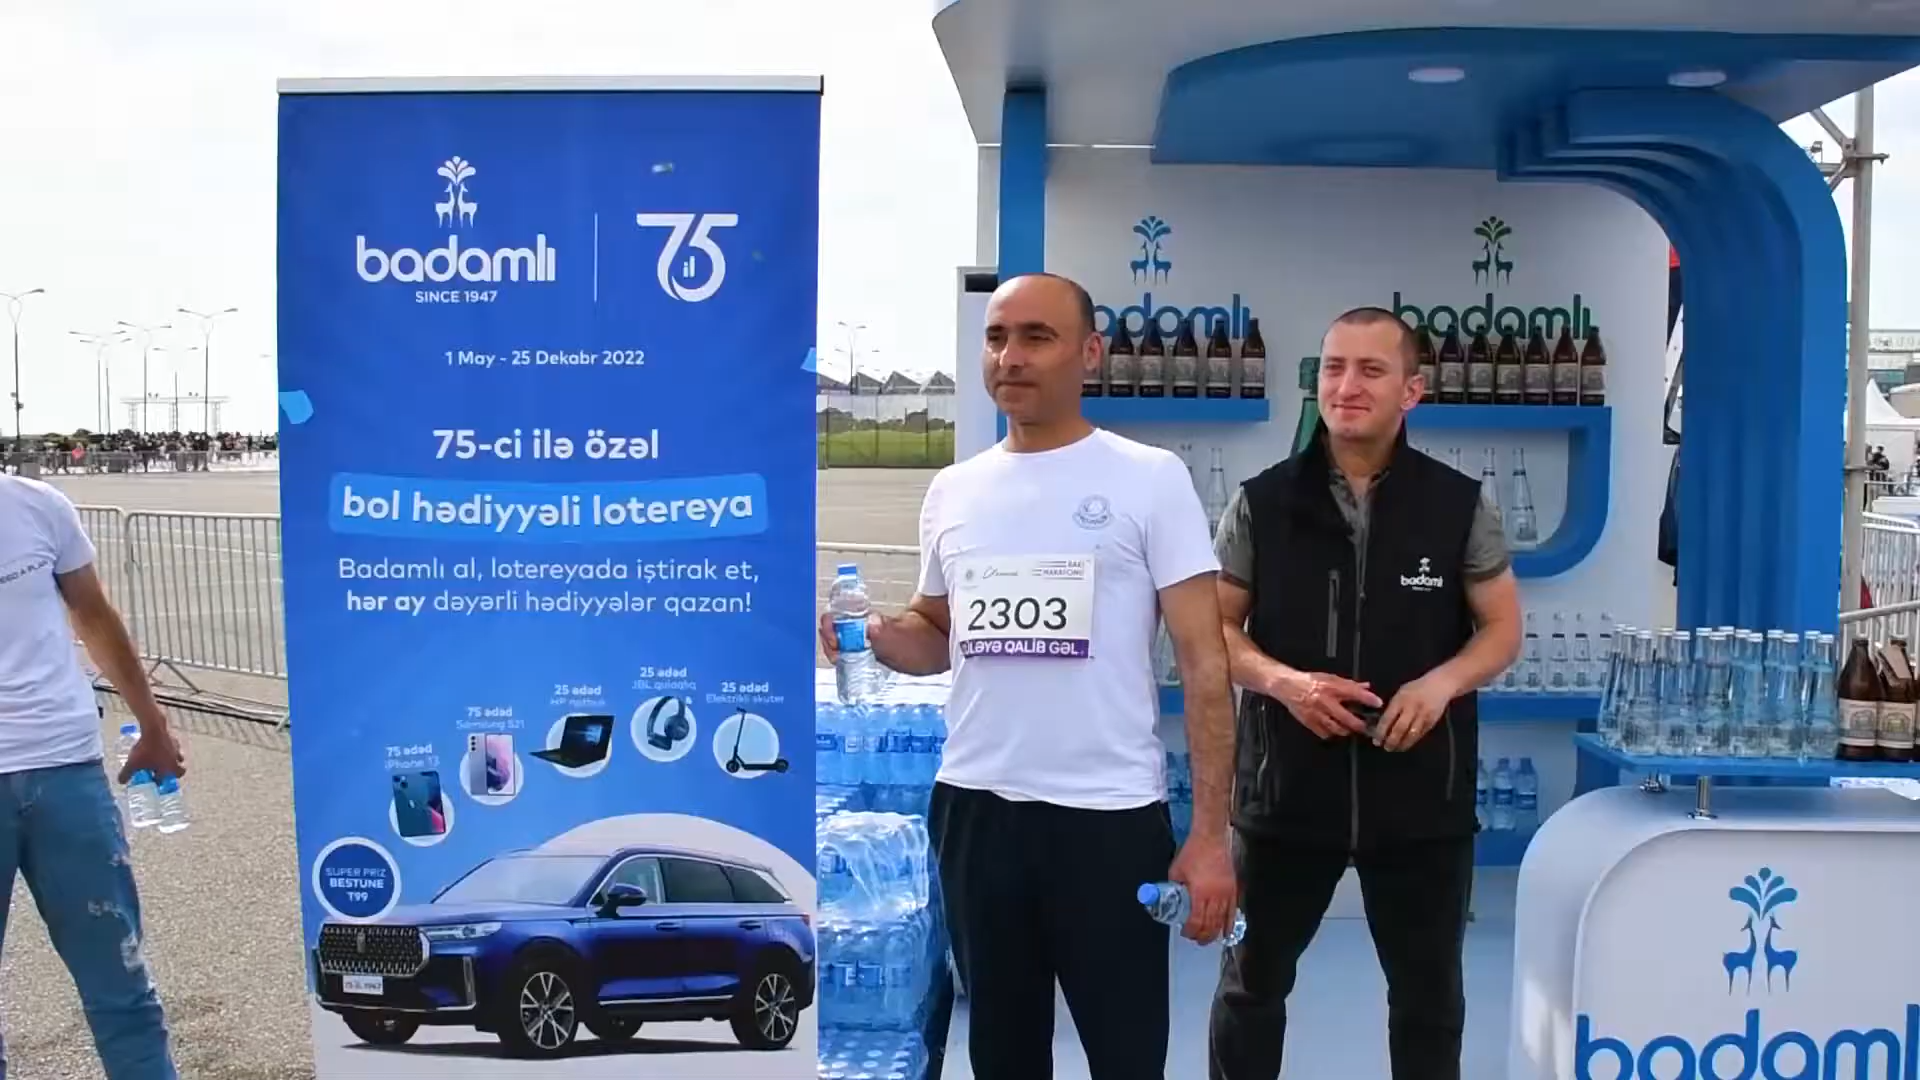 badamlı
SINCE 1947
75
il
1 May - 25 Dekabr 2022
75-ci ilə özəl
bol hədiyyəli lotereya
Badamlı al, lotereyada iştirak et,
hər ay dəyərli hədiyyələr qazan!
75 ədəd
iPhone 13
75 ədəd
Samsung S21
25 ədəd
HP notbuk
25 ədəd
JBL qulaqlıq
25 ədəd
Elektrikli skuter
SUPER PRIZ
BESTUNE
T99
badamlı
badamlı
BAKI
MARAFONU
2303
QALİB GƏL
badamlı
badamlı